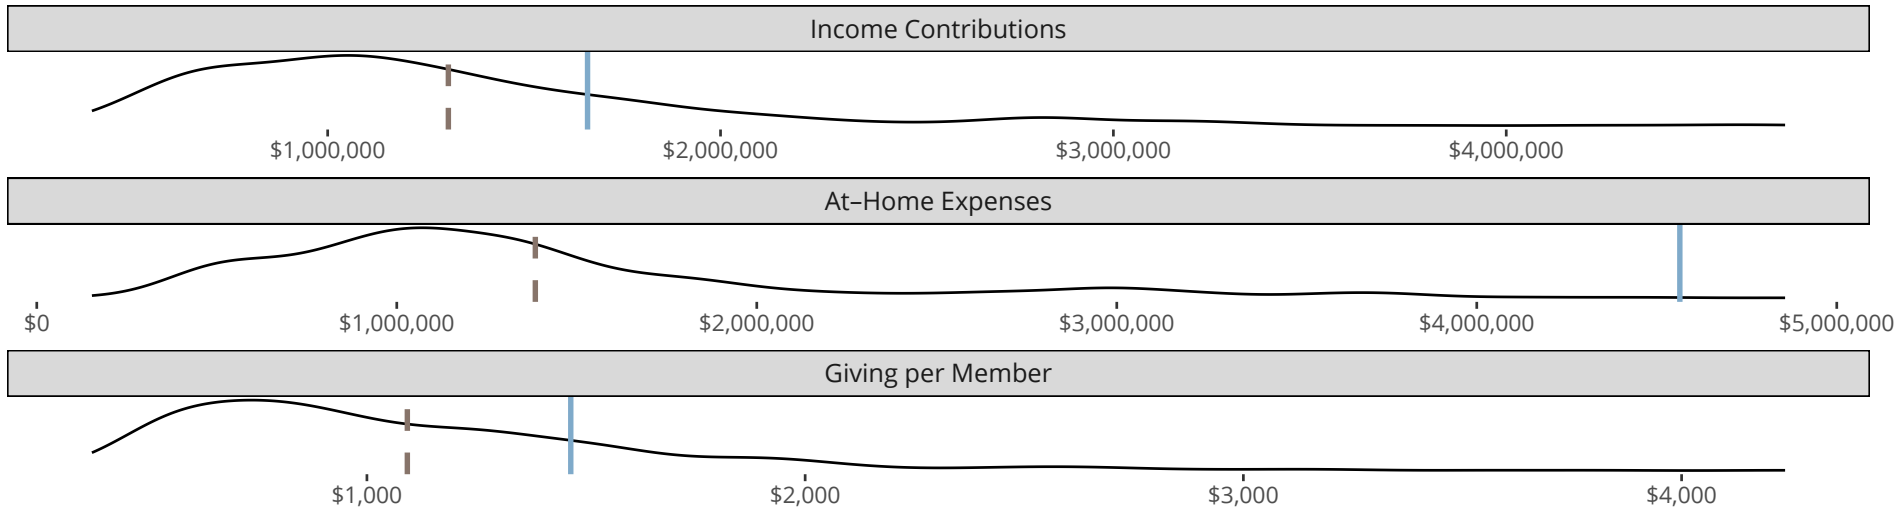 Income Contributions
$1,000,000 $2,000,000 $3,000,000 $4,000,000
At–Home Expenses
$0 $1,000,000 $2,000,000 $3,000,000 $4,000,000 $5,000,000
Giving per Member
$1,000 $2,000 $3,000 $4,000